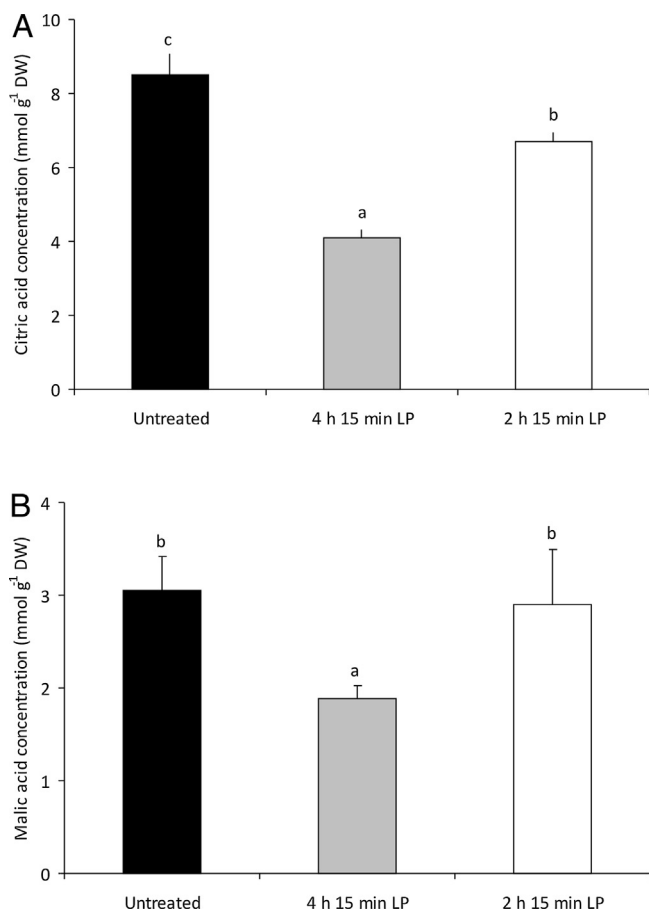 A
Citric acid concentration (mmol g-1 DW)
10
8
6
4
2
0
c
a
b
Untreated
4 h 15 min LP
2 h 15 min LP
B
Malic acid concentration (mmol g-1 DW)
4
3
2
1
0
b
a
b
Untreated
4 h 15 min LP
2 h 15 min LP